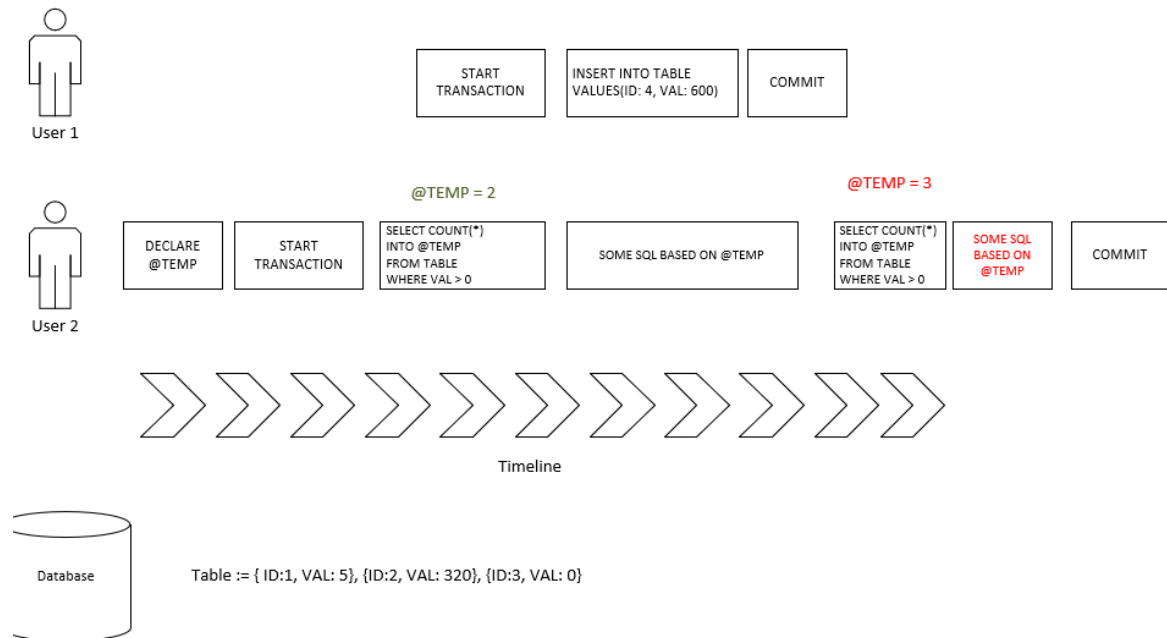 START
TRANSACTION
INSERT INTO TABLE
VALUES(ID: 4, VAL: 600)
COMMIT
User 1
@TEMP = 2
@TEMP = 3
DECLARE
@TEMP
START
TRANSACTION
SELECT COUNT(*)
INTO @TEMP
FROM TABLE
WHERE VAL > 0
SOME SQL BASED ON @TEMP
SELECT COUNT(*)
INTO @TEMP
FROM TABLE
WHERE VAL > 0
SOME SQL
BASED ON
@TEMP
COMMIT
User 2
Timeline
Database
Table := { ID:1, VAL: 5}, {ID:2, VAL: 320}, {ID:3, VAL: 0}